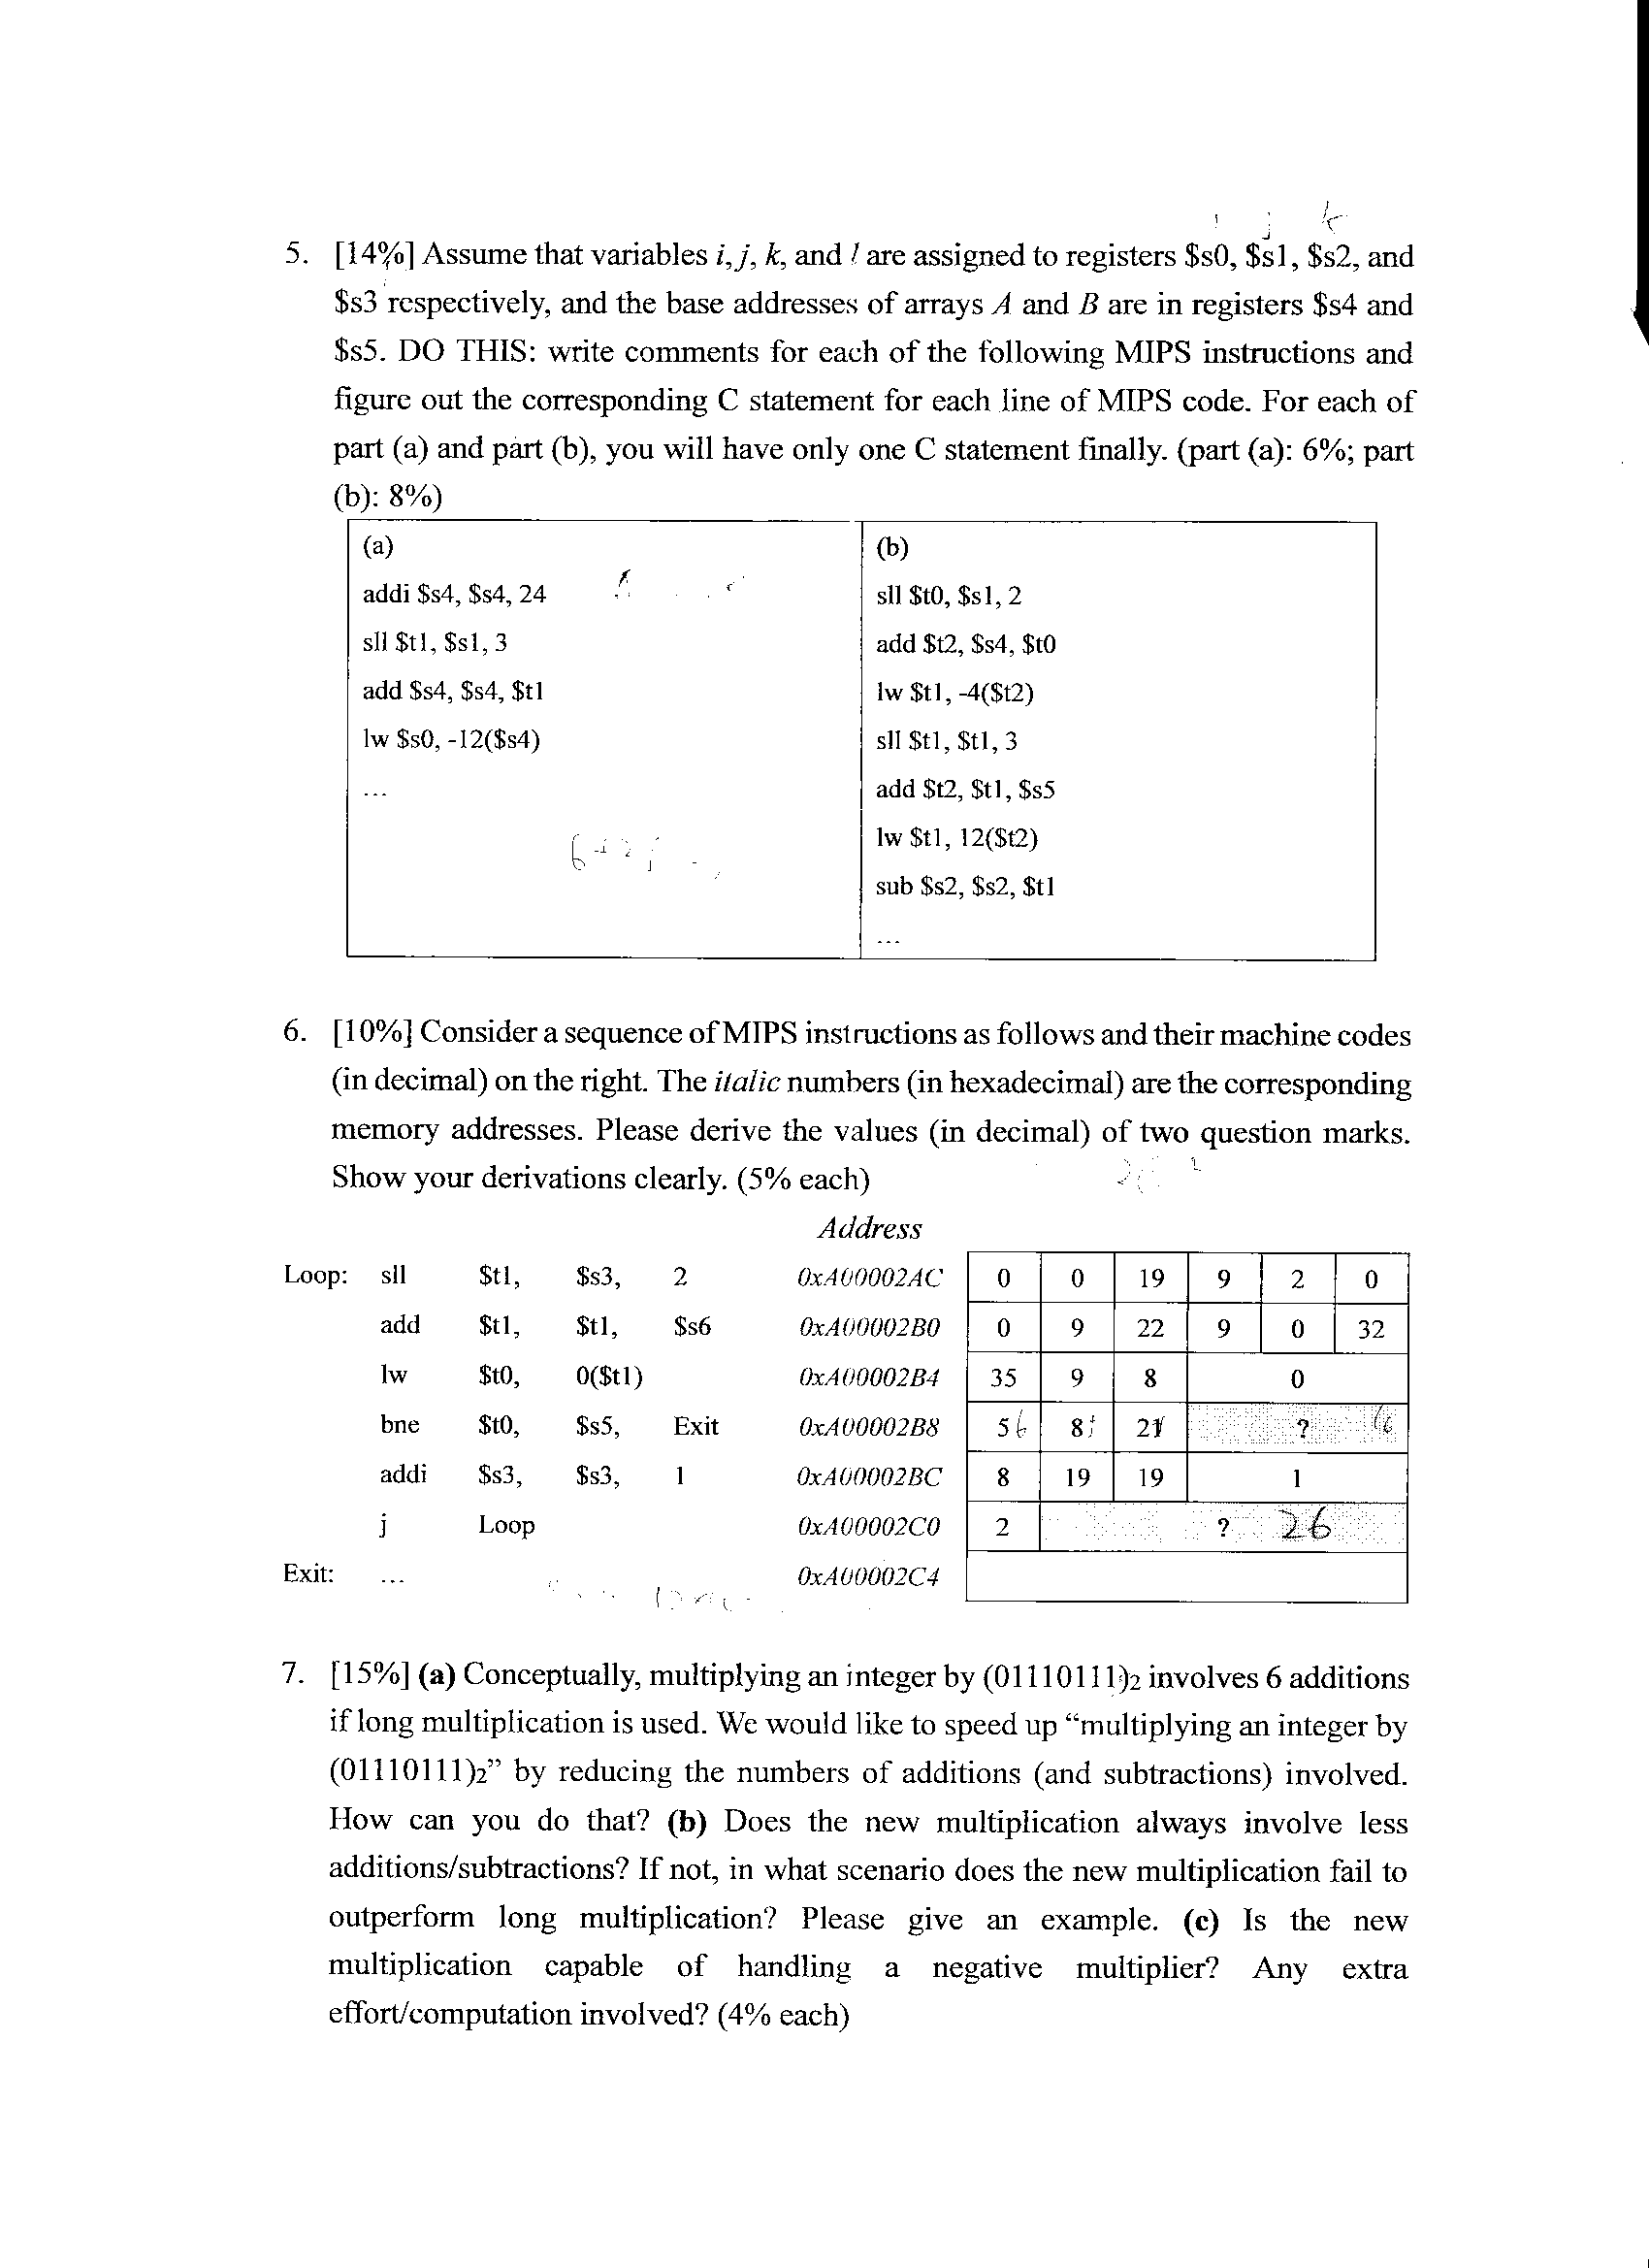 5. [14%] Assume that variables i, j, k, and l are assigned to registers $s0, $s1, $s2, and
$s3 respectively, and the base addresses of arrays A and B are in registers $s4 and
$s5. DO THIS: write comments for each of the following MIPS instructions and
figure out the corresponding C statement for each line of MIPS code. For each of
part (a) and part (b), you will have only one C statement finally. (part (a): 6%; part
(b): 8%)
(a)
addi $s4, $s4, 24
sll $t1, $s1, 3
add $s4, $s4, $t1
lw $s0, -12($s4)
...
(b)
sll $t0, $s1, 2
add $t2, $s4, $t0
lw $t1, -4($t2)
sll $t1, $t1, 3
add $t2, $t1, $s5
lw $t1, 12($t2)
sub $s2, $s2, $t1
...
6. [10%] Consider a sequence of MIPS instructions as follows and their machine codes
(in decimal) on the right. The italic numbers (in hexadecimal) are the corresponding
memory addresses. Please derive the values (in decimal) of two question marks.
Show your derivations clearly. (5% each)
Address
Loop: sll $t1, $s3, 2 0xA00002AC 0 0 19 9 2 0
add $t1, $t1, $s6 0xA00002B0 0 9 22 9 0 32
lw $t0, 0($t1) 0xA00002B4 35 9 8 0
bne $t0, $s5, Exit 0xA00002B8 5 8 21 ?
addi $s3, $s3, 1 0xA00002BC 8 19 19 1
j Loop 0xA00002C0 2 ? 26
Exit: ... 0xA00002C4
7. [15%] (a) Conceptually, multiplying an integer by (01110111)2 involves 6 additions
if long multiplication is used. We would like to speed up “multiplying an integer by
(01110111)2” by reducing the numbers of additions (and subtractions) involved.
How can you do that? (b) Does the new multiplication always involve less
additions/subtractions? If not, in what scenario does the new multiplication fail to
outperform long multiplication? Please give an example. (c) Is the new
multiplication capable of handling a negative multiplier? Any extra
effort/computation involved? (4% each)